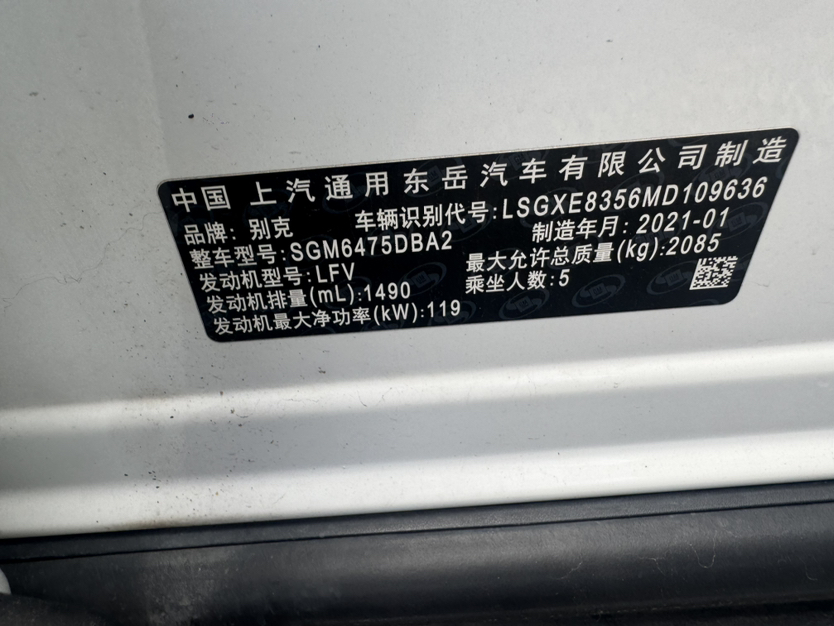 中国 上汽通用东岳汽车有限公司制造
品牌: 别克 车辆识别代号:LSGXE8356MD109636
整车型号:SGM6475DBA2 制造年月: 2021-01
发动机型号:LFV 最大允许总质量(kg):2085
发动机排量(mL):1490 乘坐人数:5
发动机最大净功率(kW):119